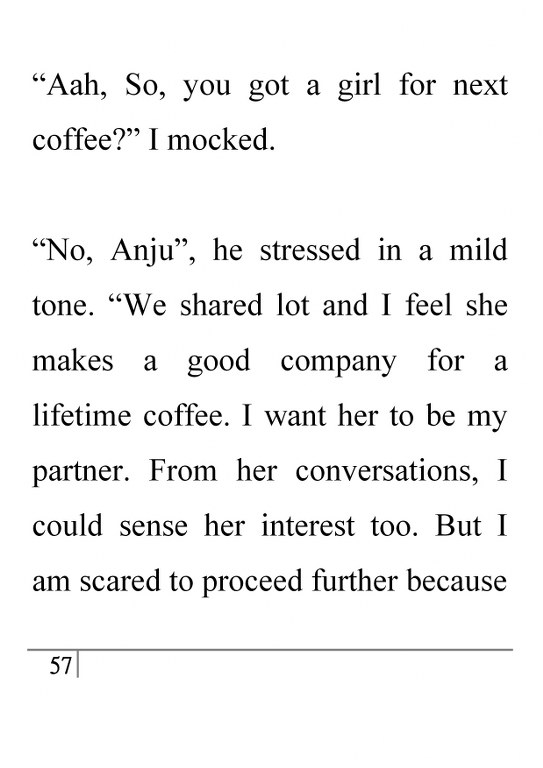 “Aah, So, you got a girl for next
coffee?” I mocked.
“No, Anju”, he stressed in a mild
tone. “We shared lot and I feel she
makes a good company for a
lifetime coffee. I want her to be my
partner. From her conversations, I
could sense her interest too. But I
am scared to proceed further because
57